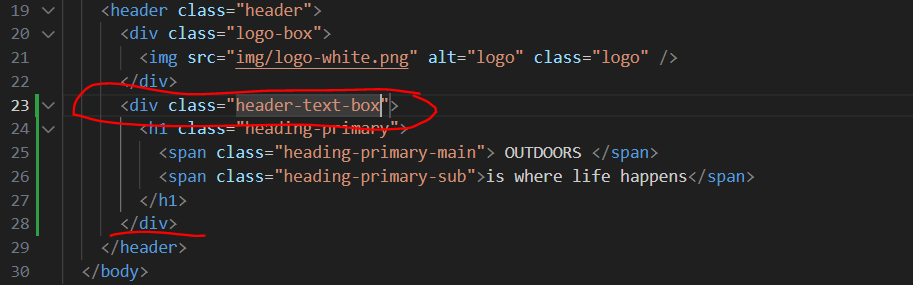 19 <header class="header">
20 <div class="logo-box">
21 <img src="img/logo-white.png" alt="logo" class="logo" />
22 </div>
23 <div class="header-text-box">
24 <h1 class="heading-primary">
25 <span class="heading-primary-main"> OUTDOORS </span>
26 <span class="heading-primary-sub">is where life happens</span>
27 </h1>
28 </div>
29 </header>
30 </body>